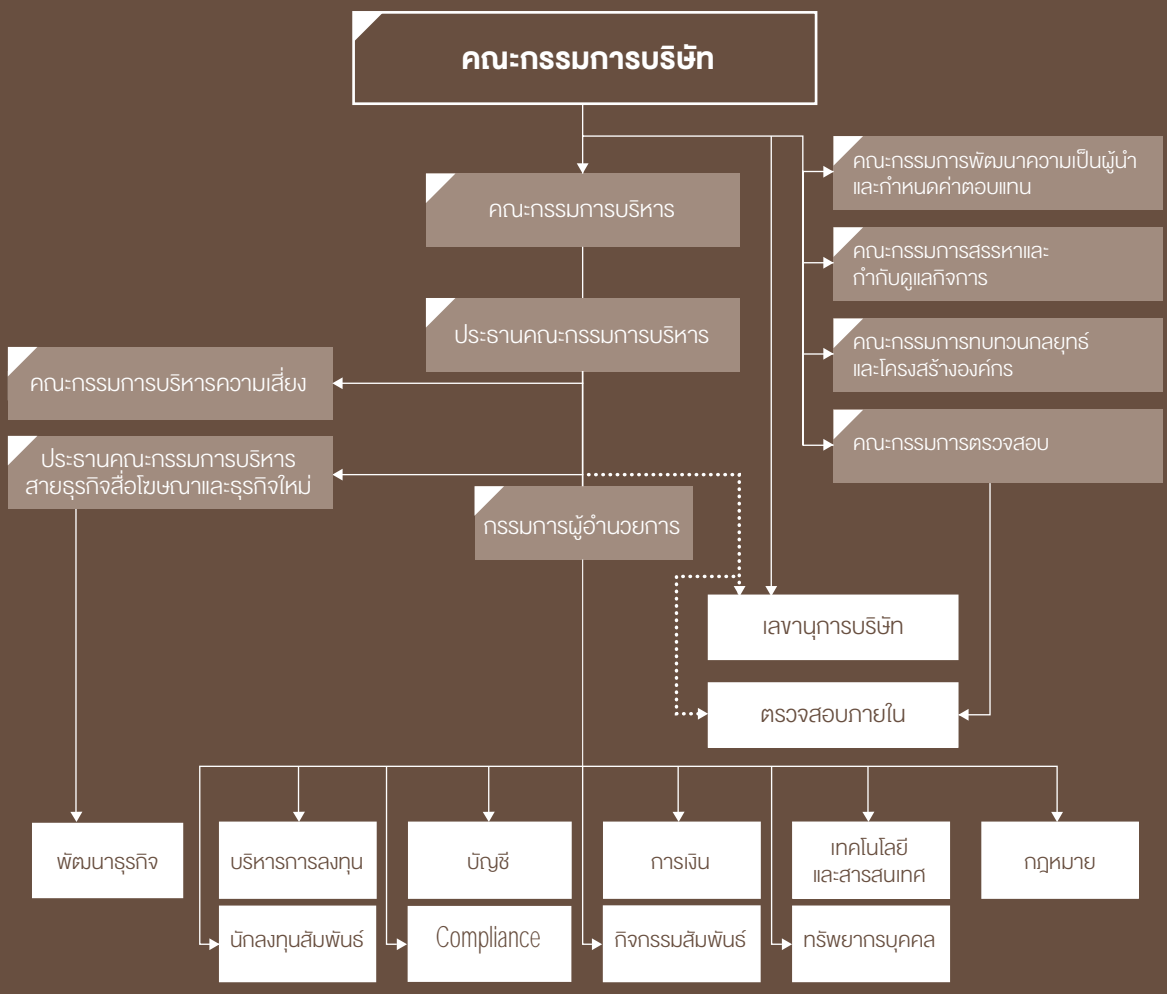 คณะกรรมการบริษัท
คณะกรรมการพัฒนาความเป็นผู้นำ
และกำหนดค่าตอบแทน
คณะกรรมการบริหาร
คณะกรรมการสรรหาและ
กำกับดูแลกิจการ
ประธานคณะกรรมการบริหาร
คณะกรรมการทบทวนกลยุทธ์
และโครงสร้างองค์กร
คณะกรรมการบริหารความเสี่ยง
คณะกรรมการตรวจสอบ
ประธานคณะกรรมการบริหาร
สายธุรกิจสื่อโฆษณาและธุรกิจใหม่
กรรมการผู้อำนวยการ
เลขานุการบริษัท
ตรวจสอบภายใน
พัฒนาธุรกิจ
บริหารการลงทุน
บัญชี
การเงิน
เทคโนโลยี
และสารสนเทศ
กฎหมาย
นักลงทุนสัมพันธ์
Compliance
กิจกรรมสัมพันธ์
ทรัพยากรบุคคล